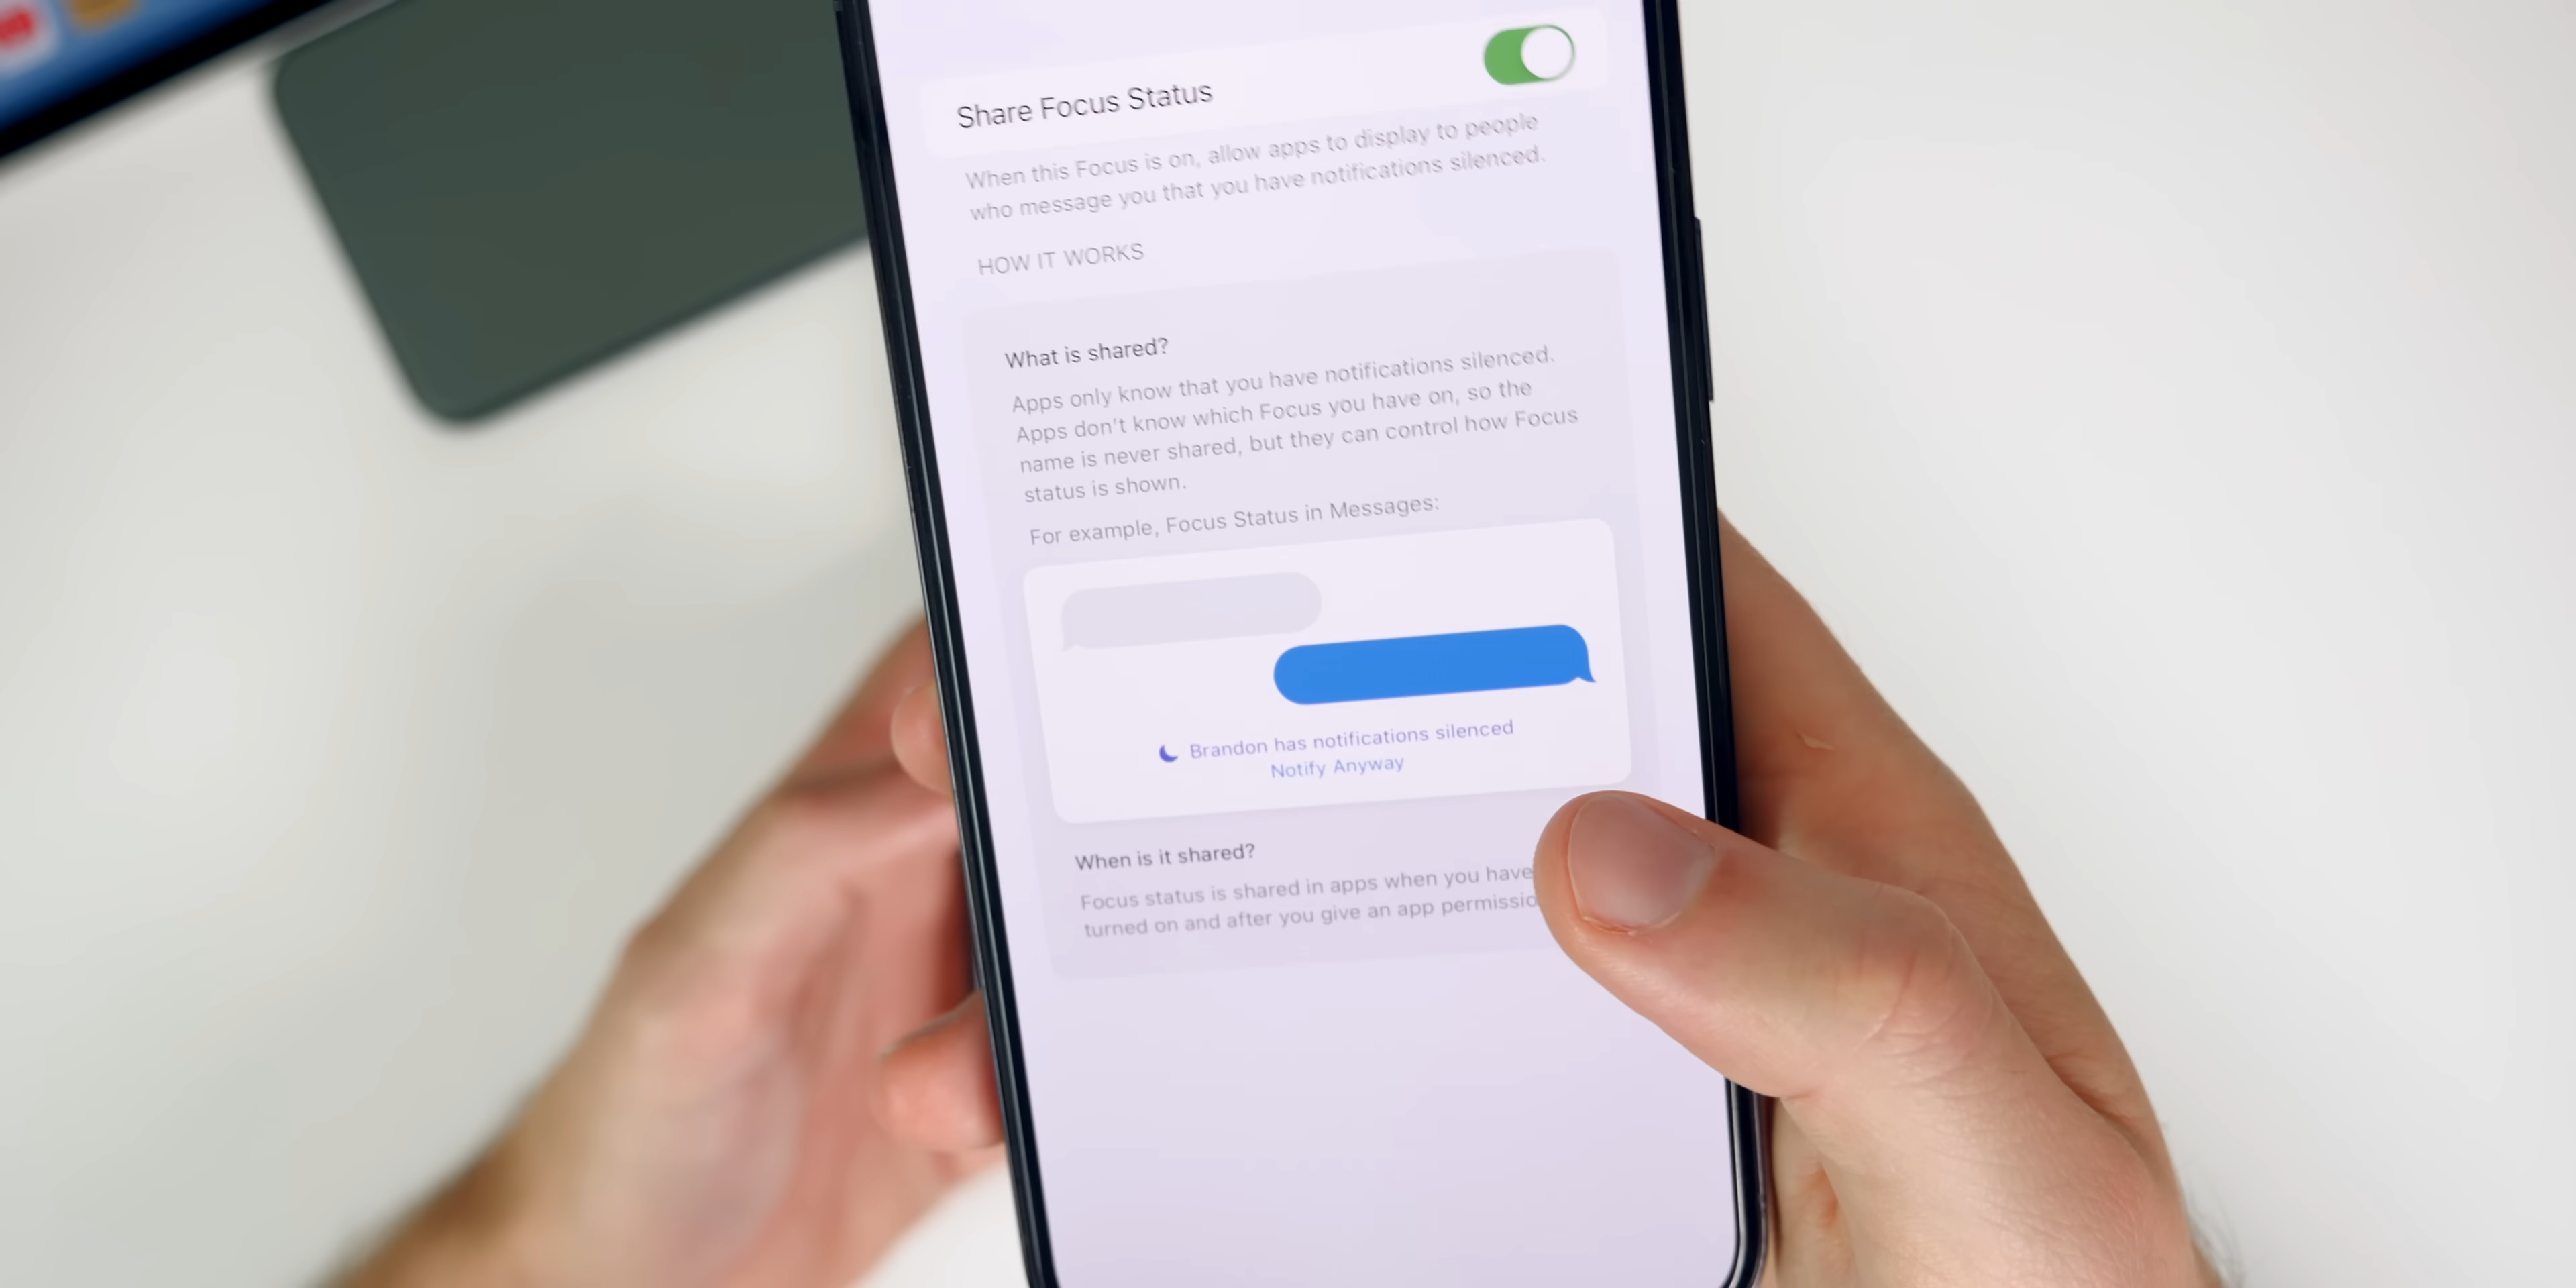 Share Focus Status
When this Focus is on, allow apps to display to people
who message you that you have notifications silenced.
HOW IT WORKS
What is shared?
Apps only know that you have notifications silenced.
Apps don't know which Focus you have on, so the
name is never shared, but they can control how Focus
status is shown.
For example, Focus Status in Messages:
Brandon has notifications silenced
Notify Anyway
When is it shared?
Focus status is shared in apps when you have
turned on and after you give an app